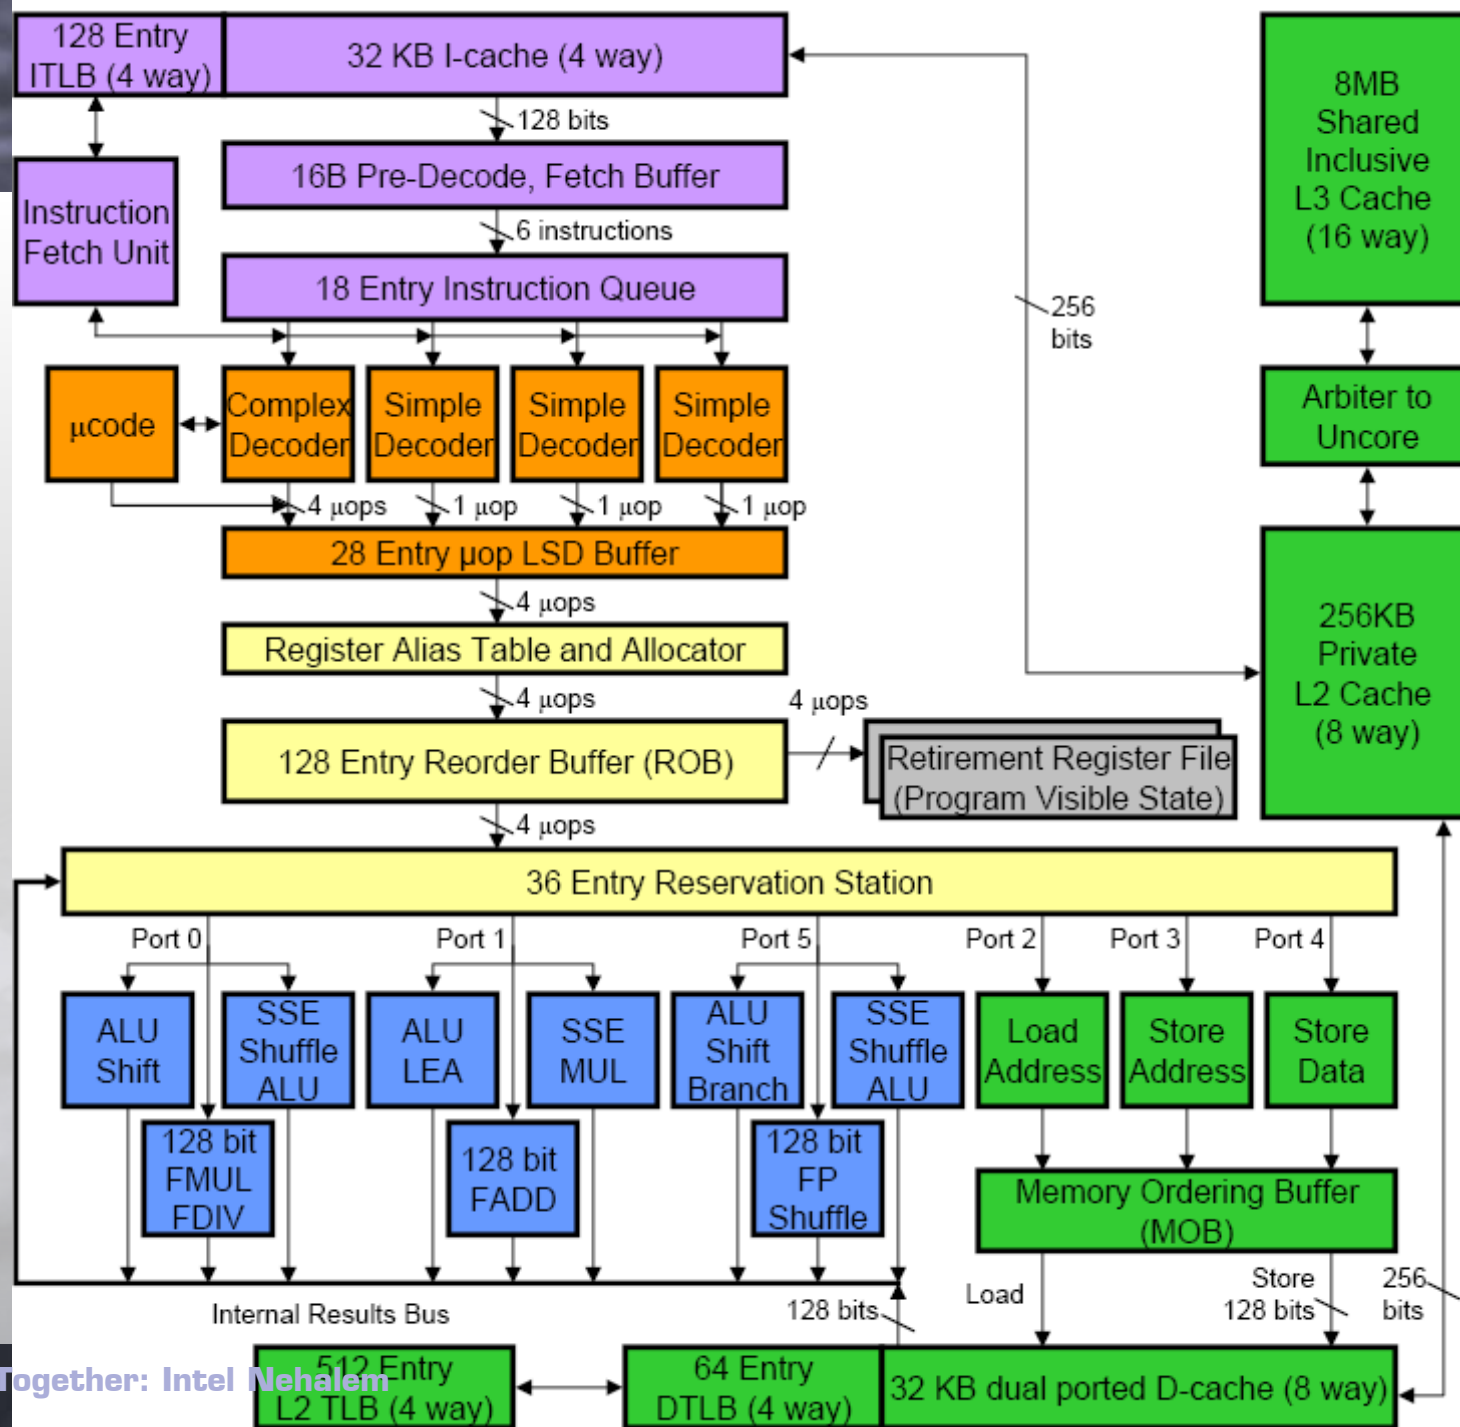 128 Entry
ITLB (4 way)
32 KB I-cache (4 way)
8MB
Shared
Inclusive
L3 Cache
(16 way)
128 bits
16B Pre-Decode, Fetch Buffer
Instruction
Fetch Unit
6 instructions
18 Entry Instruction Queue
256
bits
μcode
Complex
Decoder
Simple
Decoder
Simple
Decoder
Simple
Decoder
Arbiter to
Uncore
4 μops
1 μop
1 μop
1 μop
28 Entry μop LSD Buffer
4 μops
Register Alias Table and Allocator
256KB
Private
L2 Cache
(8 way)
4 μops
4 μops
128 Entry Reorder Buffer (ROB)
Retirement Register File
(Program Visible State)
4 μops
36 Entry Reservation Station
Port 0
Port 1
Port 5
Port 2
Port 3
Port 4
ALU
Shift
SSE
Shuffle
ALU
ALU
LEA
SSE
MUL
ALU
Shift
Branch
SSE
Shuffle
ALU
Load
Address
Store
Address
Store
Data
128 bit
FMUL
FDIV
128 bit
FADD
128 bit
FP
Shuffle
Memory Ordering Buffer
(MOB)
Internal Results Bus
128 bits
Load
Store
128 bits
256
bits
512 Entry
L2 TLB (4 way)
64 Entry
DTLB (4 way)
32 KB dual ported D-cache (8 way)
Together: Intel Nehalem